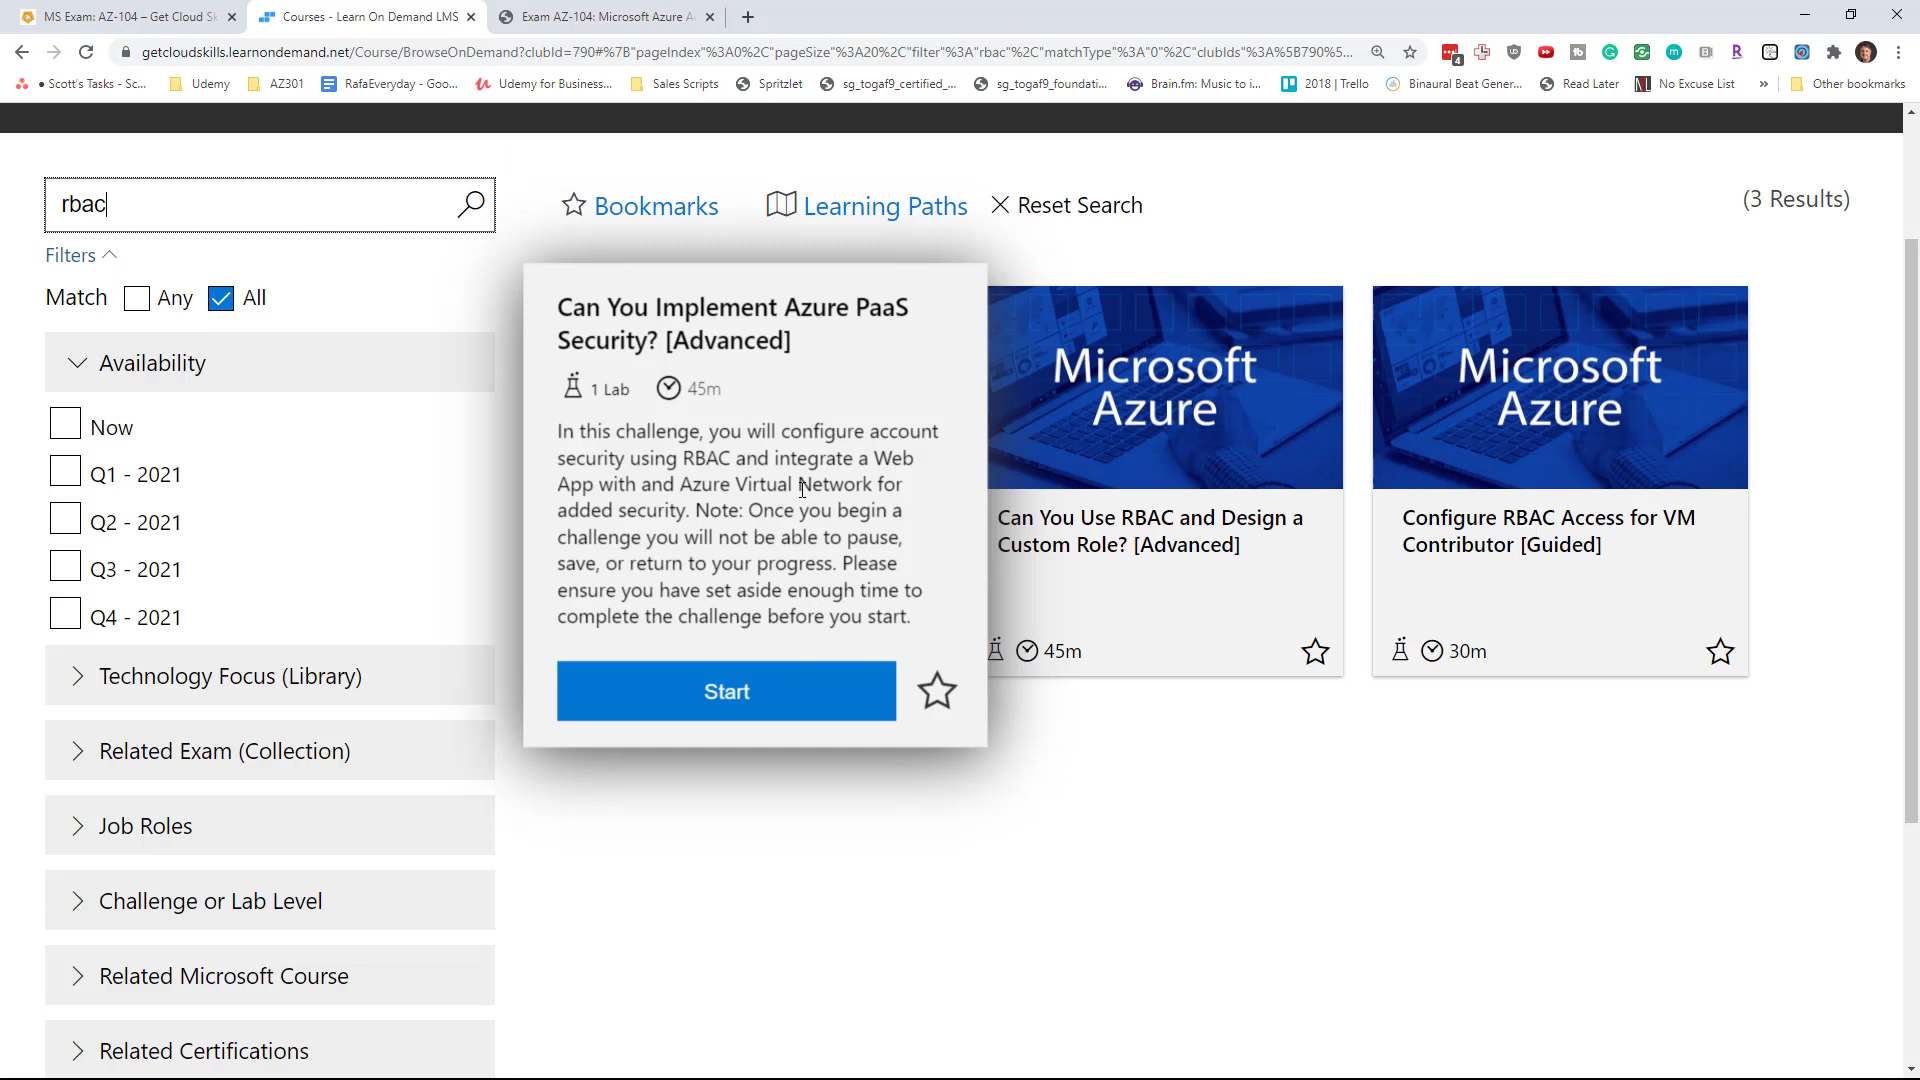 MS Exam: AZ-104 – Get Cloud Sk
Courses - Learn On Demand LMS
Exam AZ-104: Microsoft Azure A
getcloudskills.learnondemand.net/Course/BrowseOnDemand?clubId=790#%7B"pageIndex"%3A0%2C"pageSize"%3A20%2C"filter"%3A"rbac"%2C"matchType"%3A"0"%2C"clubIds"%3A%5B790%5...
4
• Scott's Tasks - Sc...
Udemy
AZ301
RafaEveryday - Goo...
Udemy for Business...
Sales Scripts
Spritzlet
sg_togaf9_certified_...
sg_togaf9_foundati...
Brain.fm: Music to i...
2018 | Trello
Binaural Beat Gener...
Read Later
No Excuse List
»
Other bookmarks
rbac
Bookmarks
Learning Paths
Reset Search
(3 Results)
Filters
Match
Any
All
Availability
Now
Q1 - 2021
Q2 - 2021
Q3 - 2021
Q4 - 2021
Technology Focus (Library)
Related Exam (Collection)
Job Roles
Challenge or Lab Level
Related Microsoft Course
Related Certifications
Can You Implement Azure PaaS
Security? [Advanced]
1 Lab
45m
In this challenge, you will configure account
security using RBAC and integrate a Web
App with and Azure Virtual Network for
added security. Note: Once you begin a
challenge you will not be able to pause,
save, or return to your progress. Please
ensure you have set aside enough time to
complete the challenge before you start.
Start
Microsoft
Azure
Can You Use RBAC and Design a
Custom Role? [Advanced]
45m
Microsoft
Azure
Configure RBAC Access for VM
Contributor [Guided]
30m